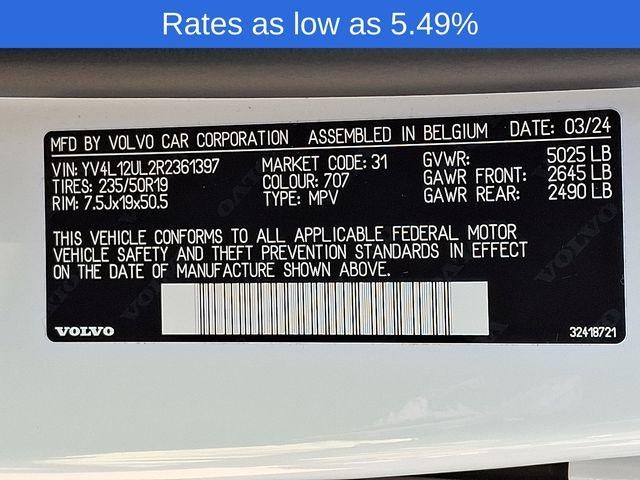 Rates as low as 5.49%
MFD BY VOLVO CAR CORPORATION ASSEMBLED IN BELGIUM DATE: 03/24
VIN: YV4L12UL2R2361397 MARKET CODE: 31 GVWR: 5025 LB
TIRES: 235/50R19 COLOUR: 707 GAWR FRONT: 2645 LB
RIM: 7.5Jx19x50.5 TYPE: MPV GAWR REAR: 2490 LB
THIS VEHICLE CONFORMS TO ALL APPLICABLE FEDERAL MOTOR
VEHICLE SAFETY AND THEFT PREVENTION STANDARDS IN EFFECT
ON THE DATE OF MANUFACTURE SHOWN ABOVE.
VOLVO 32418721